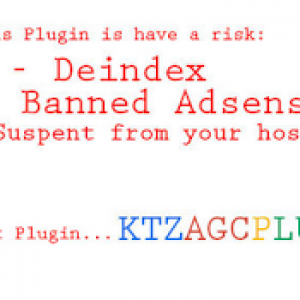 s Plugin is have a risk:
- Deindex
Banned Adsens
Suspent from your hos
t Plugin... KTZAGCPLU